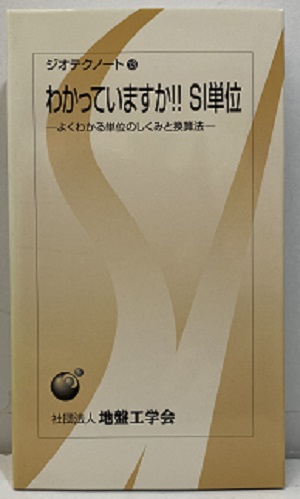 ジオテクノート⑬
わかっていますか!! SI単位
―よくわかる単位のしくみと換算法―
社団法人 地盤工学会